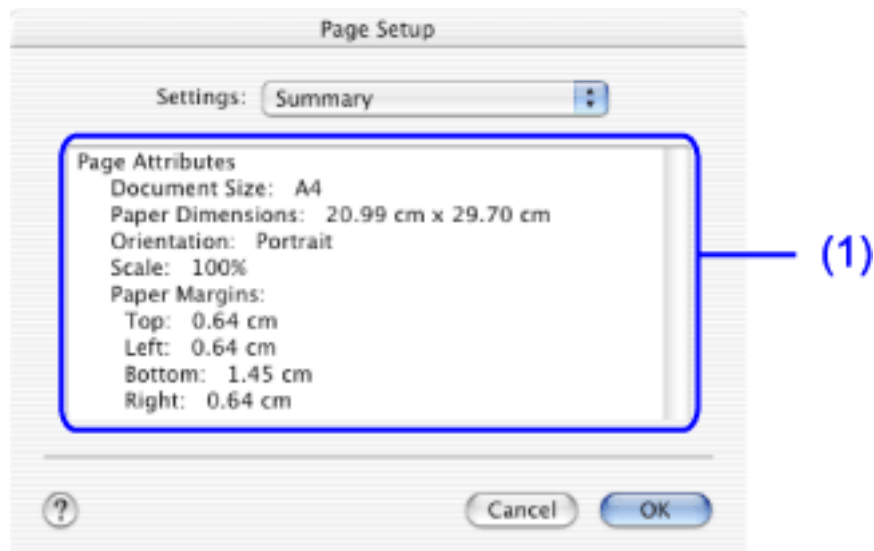 Page Setup
Settings: Summary
Page Attributes
Document Size: A4
Paper Dimensions: 20.99 cm x 29.70 cm
Orientation: Portrait
Scale: 100%
Paper Margins:
Top: 0.64 cm
Left: 0.64 cm
Bottom: 1.45 cm
Right: 0.64 cm
(1)
?
Cancel OK